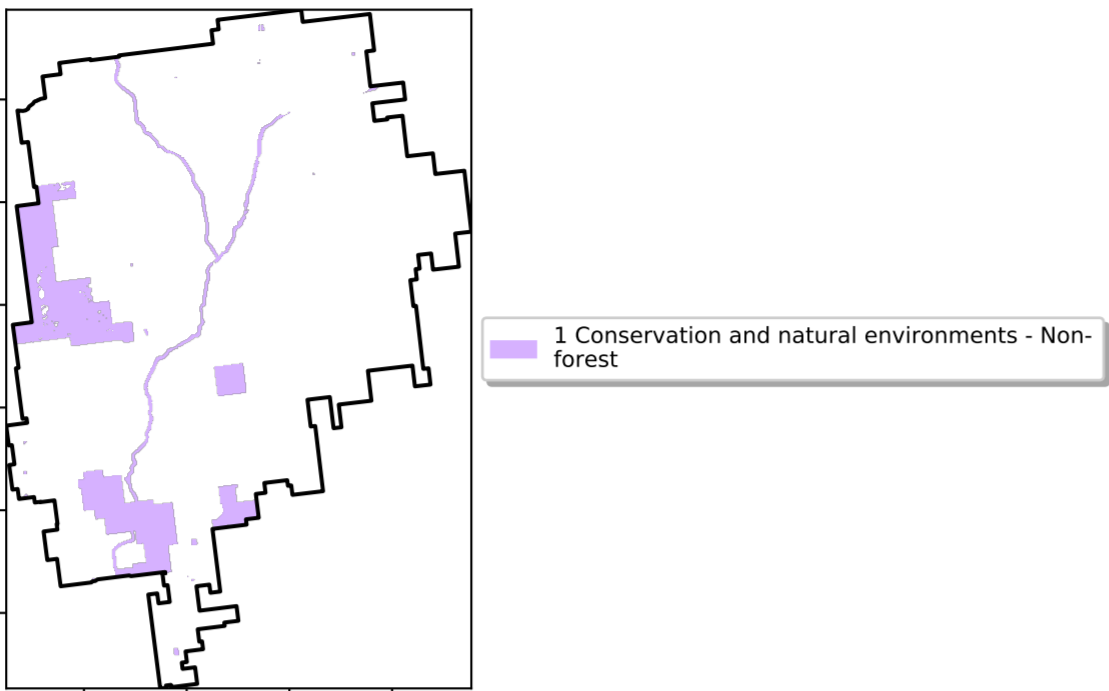 1 Conservation and natural environments - Non-
forest